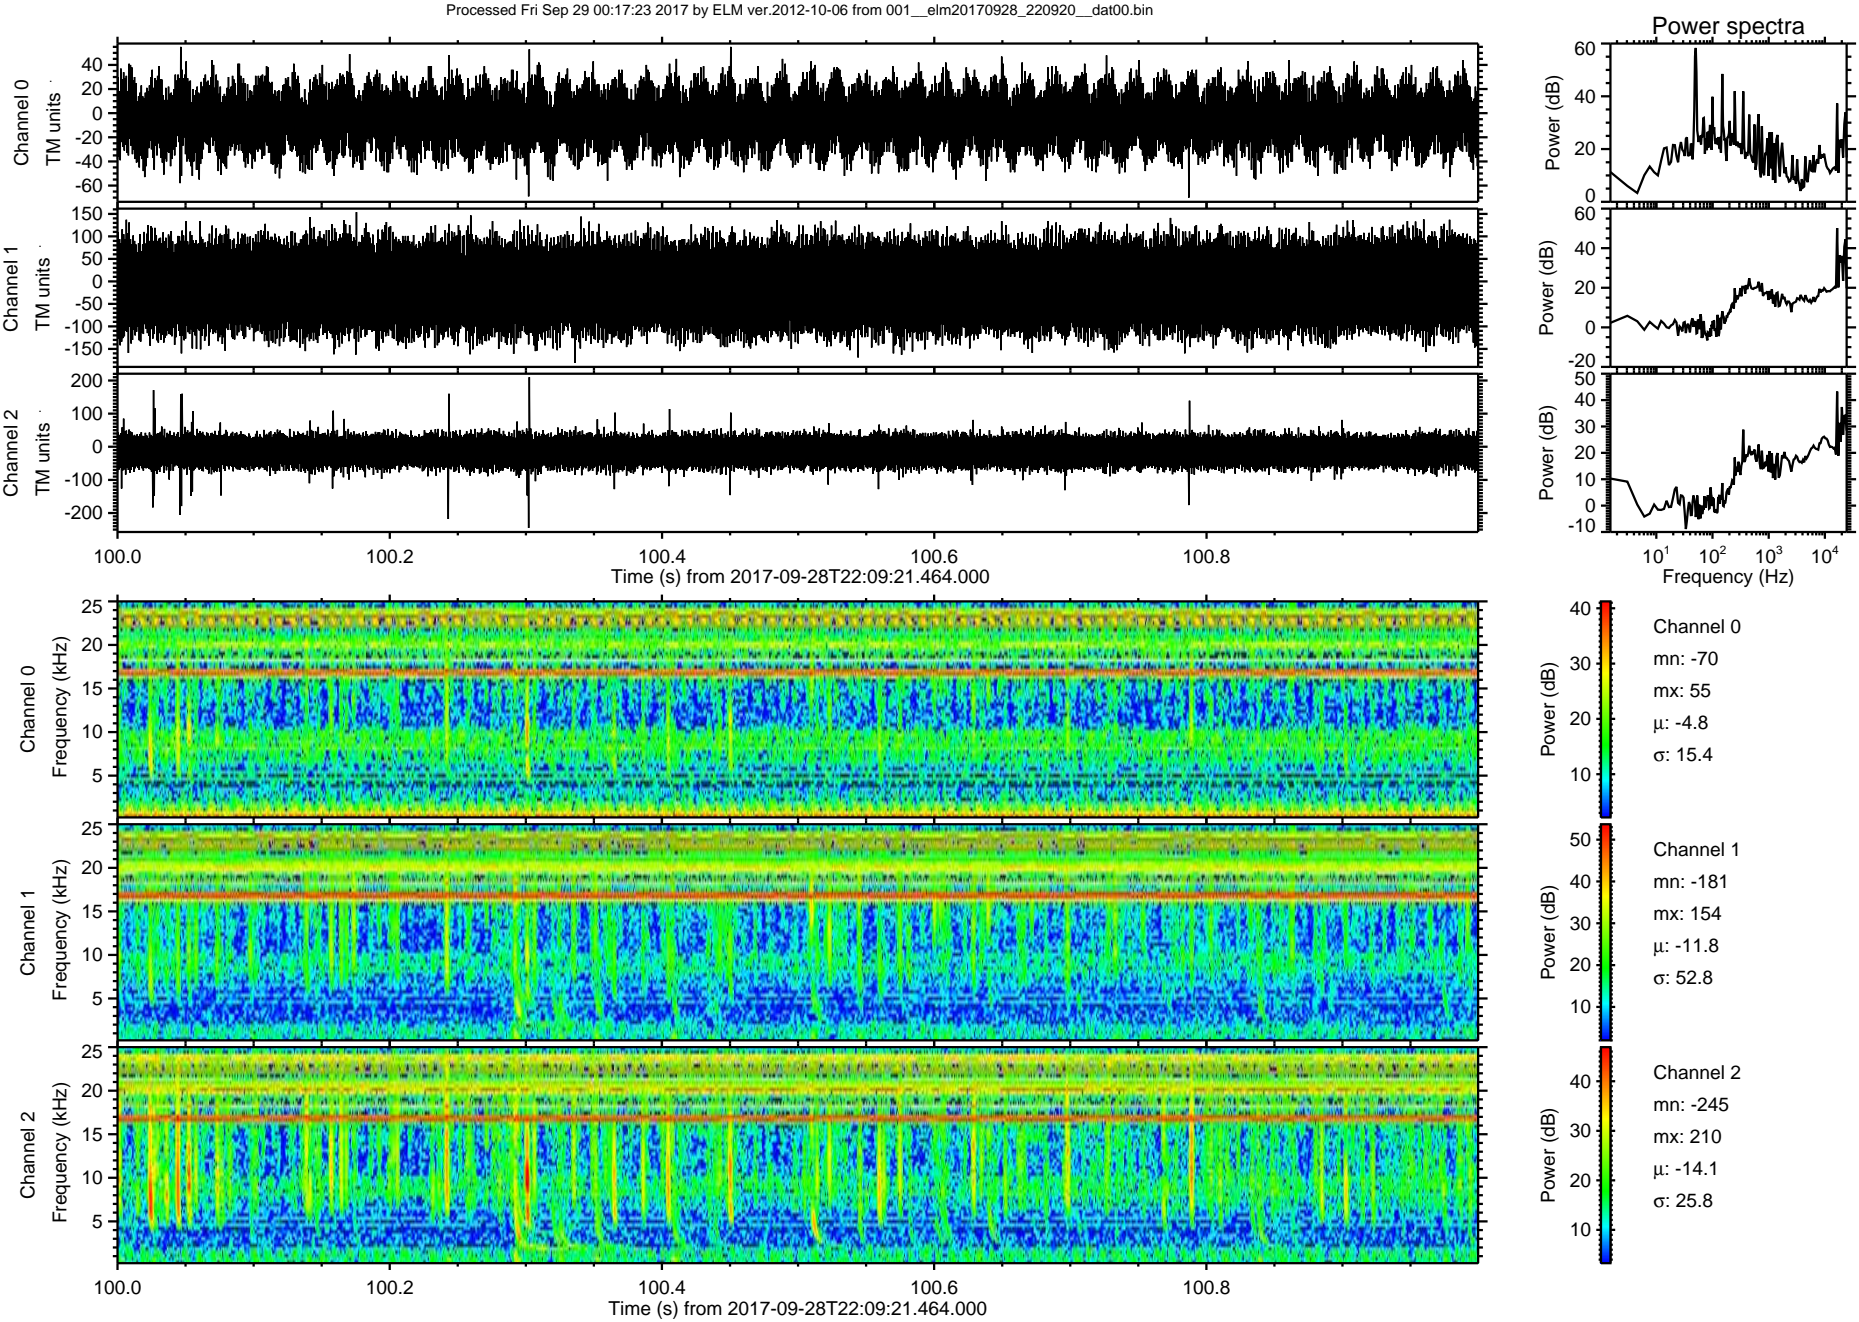 Processed Fri Sep 29 00:17:23 2017 by ELM ver.2012-10-06 from 001__elm20170928_220920__dat00.bin
Power spectra
Channel 0
TM units
40
20
0
-20
-40
-60
Power (dB)
60
40
20
0
Channel 1
TM units
150
100
50
0
-50
-100
-150
Power (dB)
60
40
20
0
-20
Channel 2
TM units
200
100
0
-100
-200
Power (dB)
50
40
30
20
10
0
-10
100.0 100.2 100.4 100.6 100.8
Time (s) from 2017-09-28T22:09:21.464.000
10¹ 10² 10³ 10⁴
Frequency (Hz)
Channel 0
Frequency (kHz)
25
20
15
10
5
Power (dB)
40
30
20
10
Channel 0
mn: -70
mx: 55
μ: -4.8
σ: 15.4
Channel 1
Frequency (kHz)
25
20
15
10
5
Power (dB)
50
40
30
20
10
Channel 1
mn: -181
mx: 154
μ: -11.8
σ: 52.8
Channel 2
Frequency (kHz)
25
20
15
10
5
Power (dB)
40
30
20
10
Channel 2
mn: -245
mx: 210
μ: -14.1
σ: 25.8
100.0 100.2 100.4 100.6 100.8
Time (s) from 2017-09-28T22:09:21.464.000